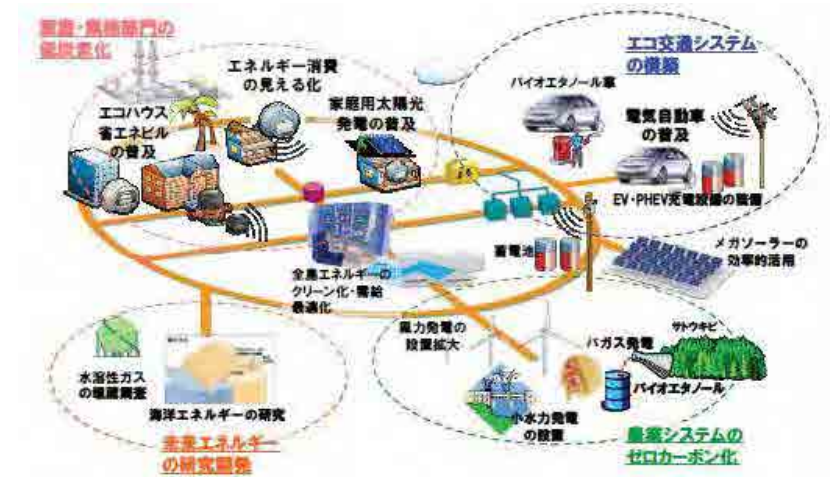 家庭・業務部門の
低炭素化
エネルギー消費
の見える化
エコハウス
省エネビル
の普及
家庭用太陽光
発電の普及
エコ交通システム
の構築
バイオエタノール車
電気自動車
の普及
EV・PHEV充電設備の整備
メガソーラーの
効率的活用
蓄電池
全島エネルギーの
クリーン化・需給
最適化
風力発電の
設置拡大
バガス発電
サトウキビ
バイオエタノール
小水力発電
の設置
農業システムの
ゼロカーボン化
水溶性ガス
の埋蔵調査
海洋エネルギーの研究
未来エネルギー
の研究開発